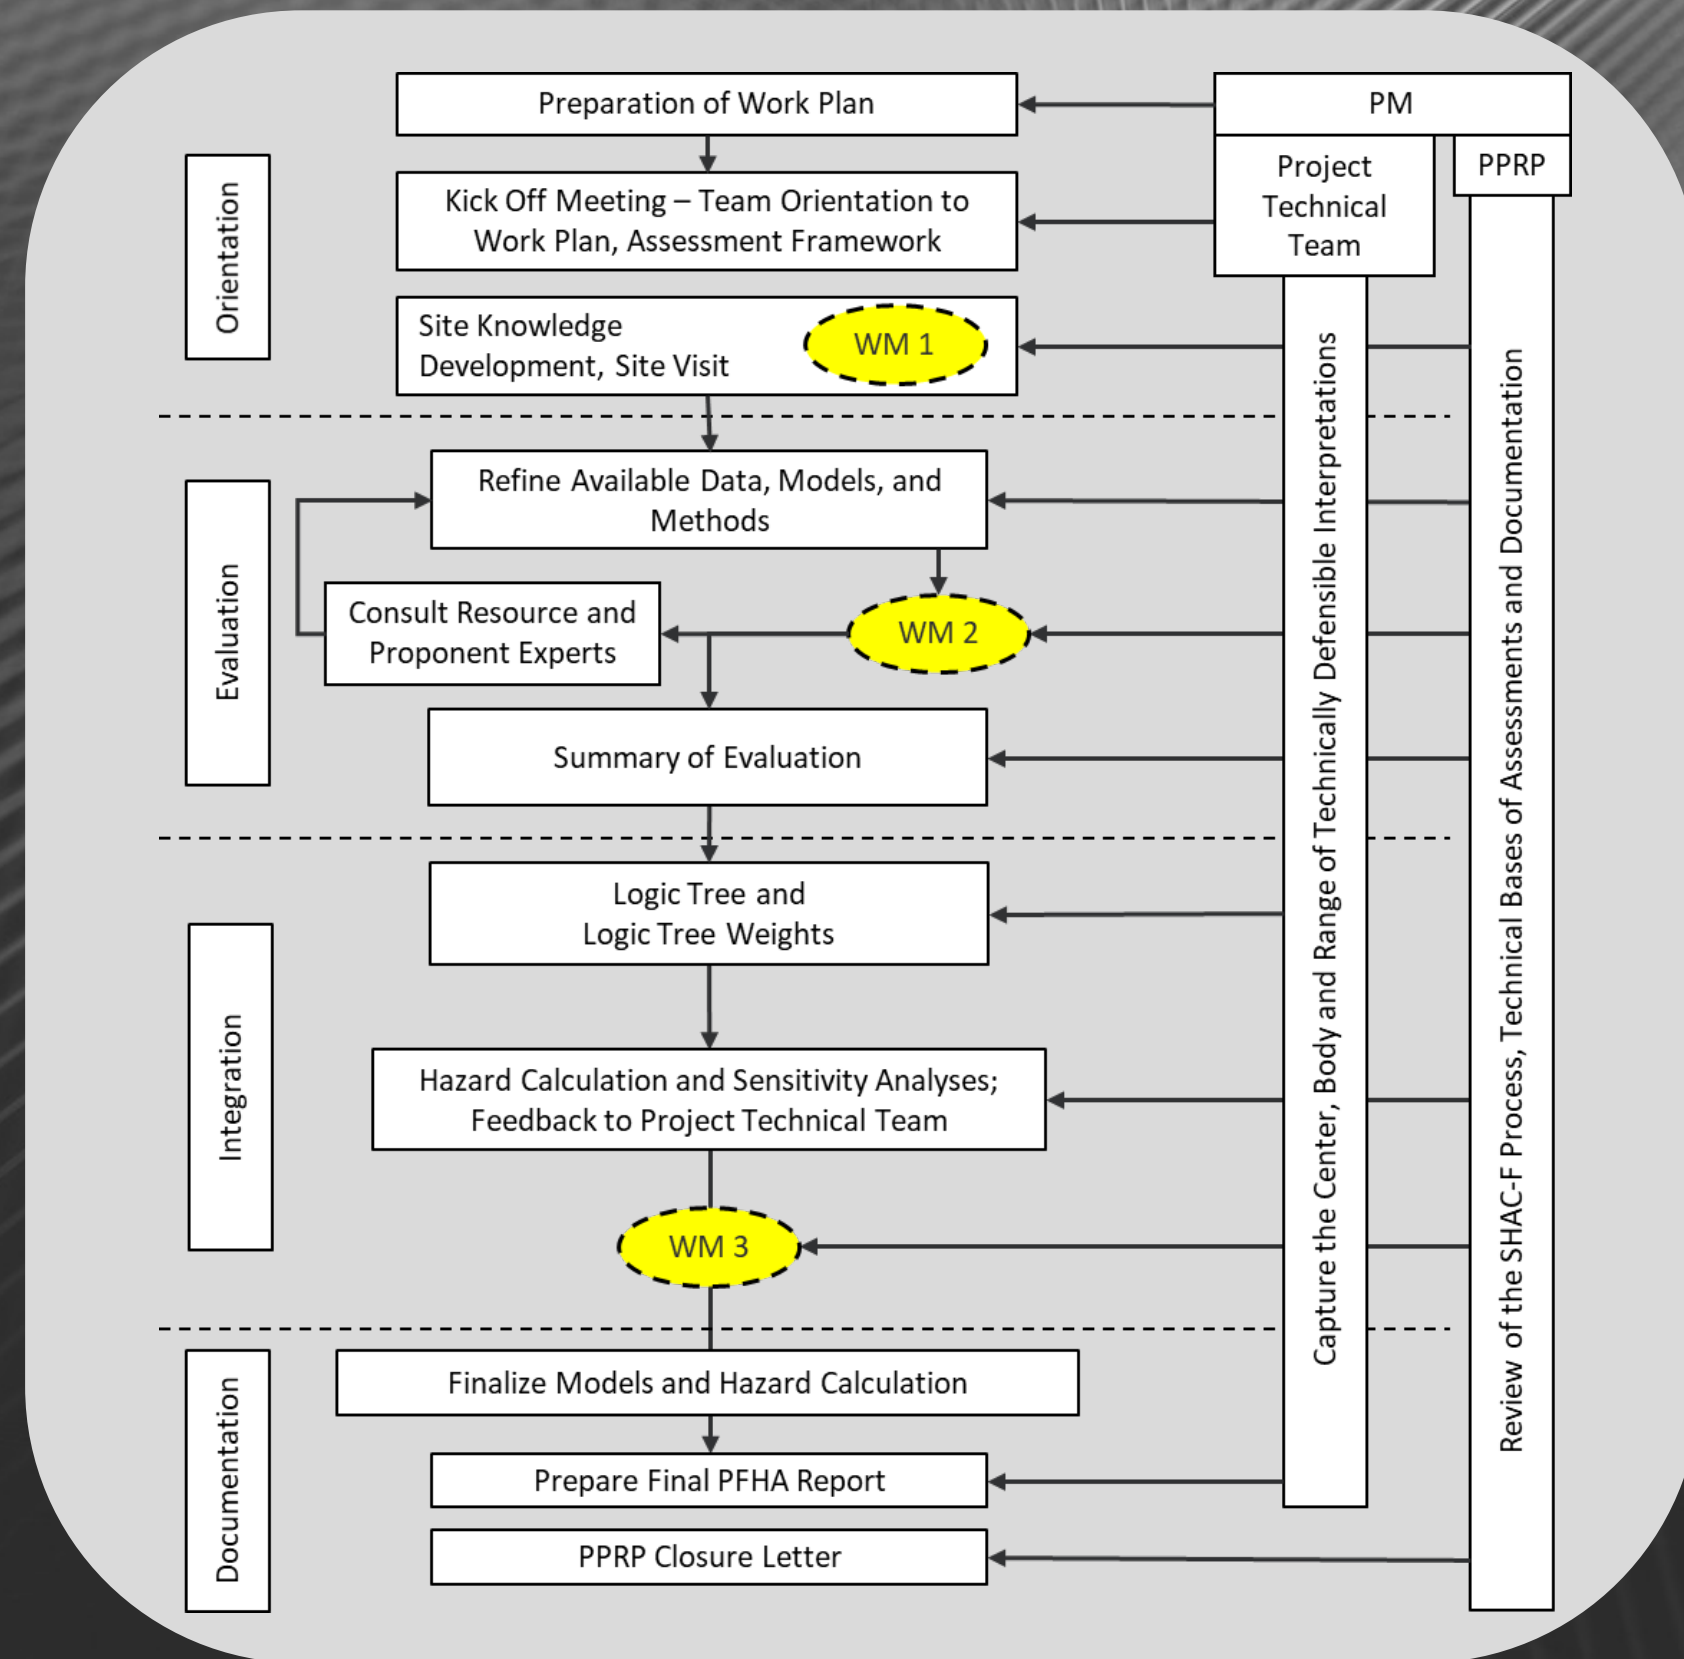 Preparation of Work Plan
PM
Project
Technical
Team
PPRP
Orientation
Kick Off Meeting – Team Orientation to
Work Plan, Assessment Framework
Site Knowledge
Development, Site Visit
WM 1
Evaluation
Refine Available Data, Models, and
Methods
Consult Resource and
Proponent Experts
WM 2
Summary of Evaluation
Integration
Logic Tree and
Logic Tree Weights
Hazard Calculation and Sensitivity Analyses;
Feedback to Project Technical Team
WM 3
Documentation
Finalize Models and Hazard Calculation
Prepare Final PFHA Report
PPRP Closure Letter
Capture the Center, Body and Range of Technically Defensible Interpretations
Review of the SHAC-F Process, Technical Bases of Assessments and Documentation